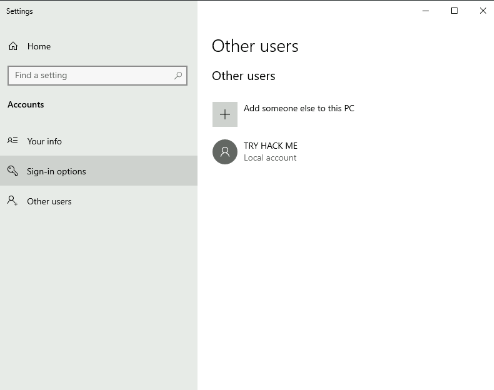 Settings
Home
Find a setting
Accounts
Your info
Sign-in options
Other users
Other users
Other users
Add someone else to this PC
TRY HACK ME
Local account